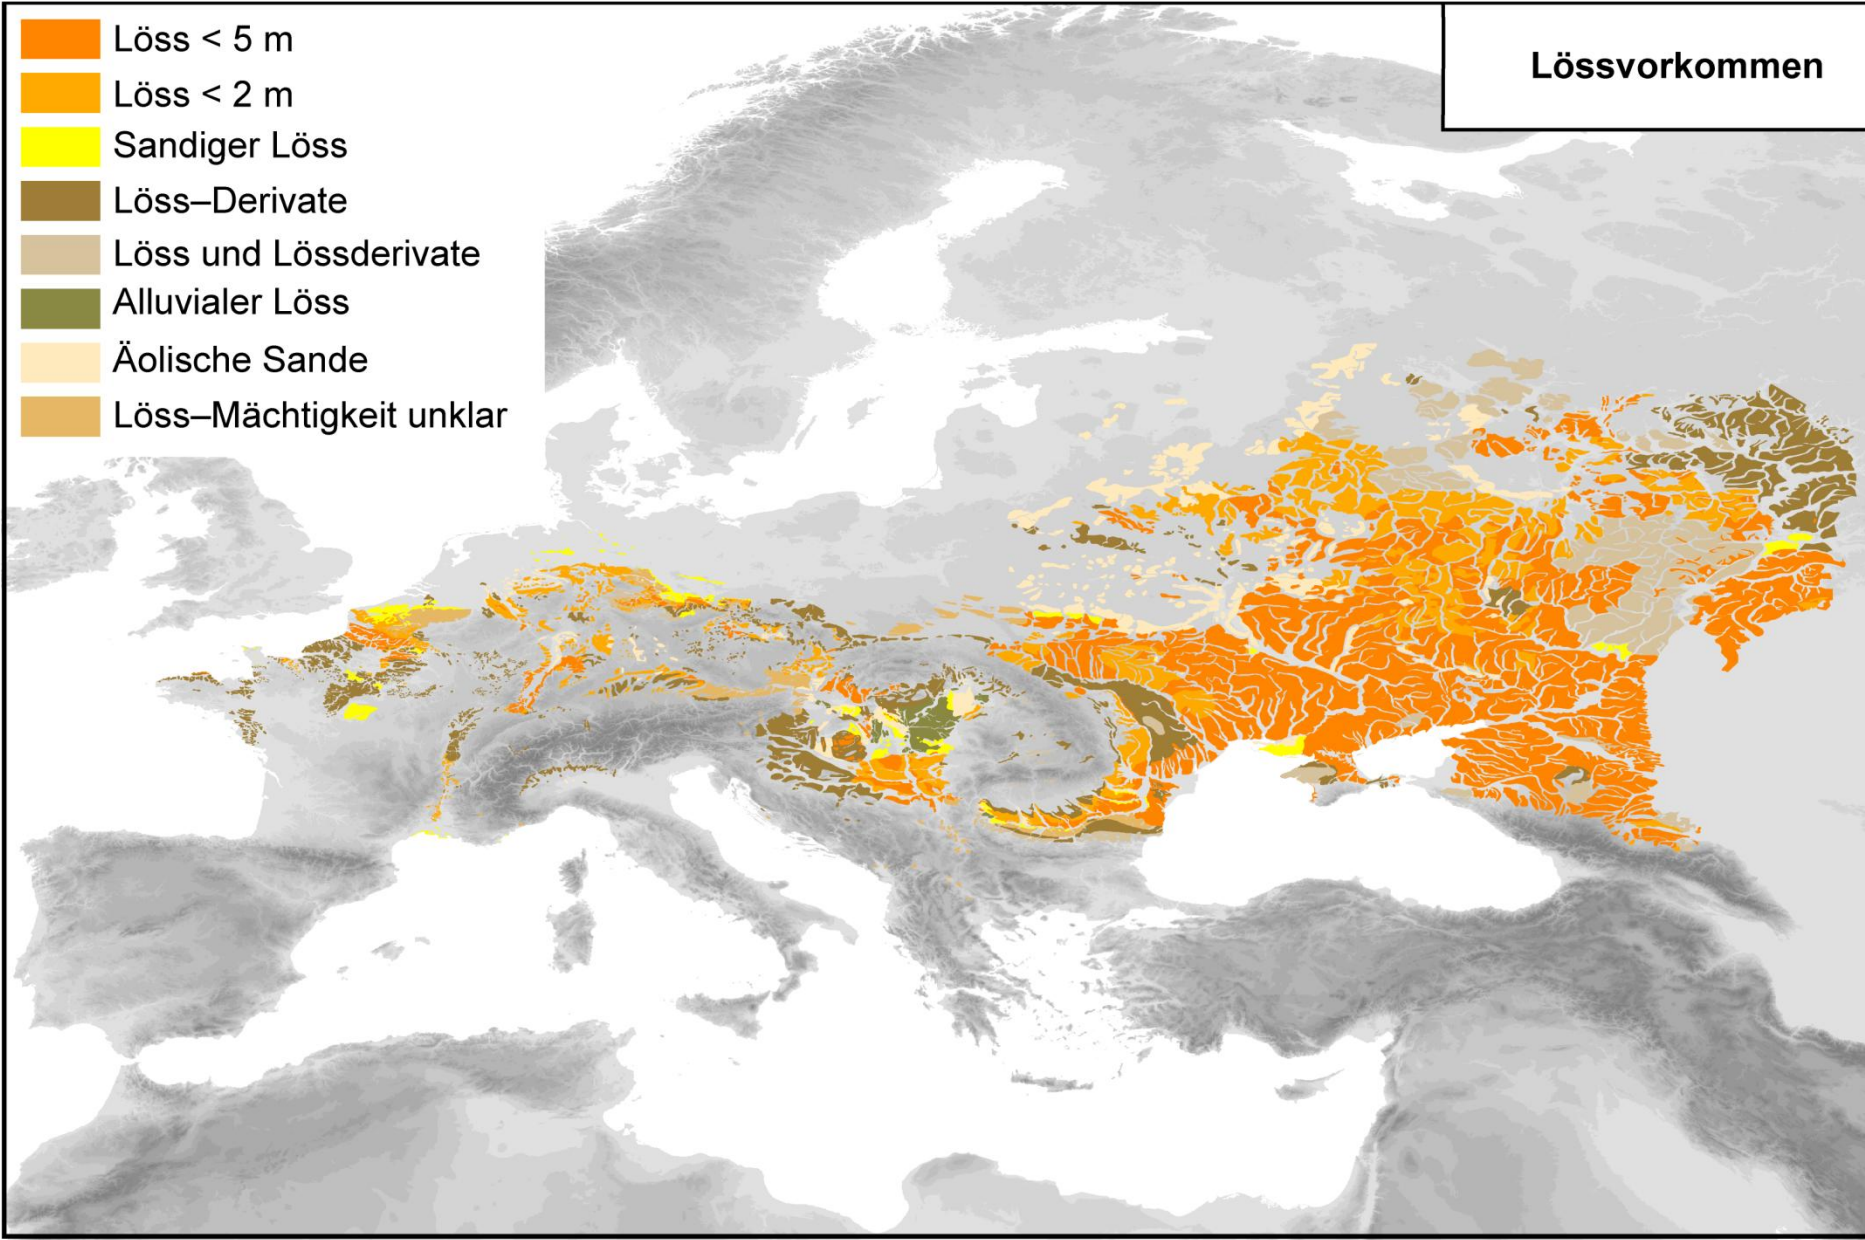 Löss < 5 m
Löss < 2 m
Sandiger Löss
Löss–Derivate
Löss und Lössderivate
Alluvialer Löss
Äolische Sande
Löss–Mächtigkeit unklar
Lössvorkommen